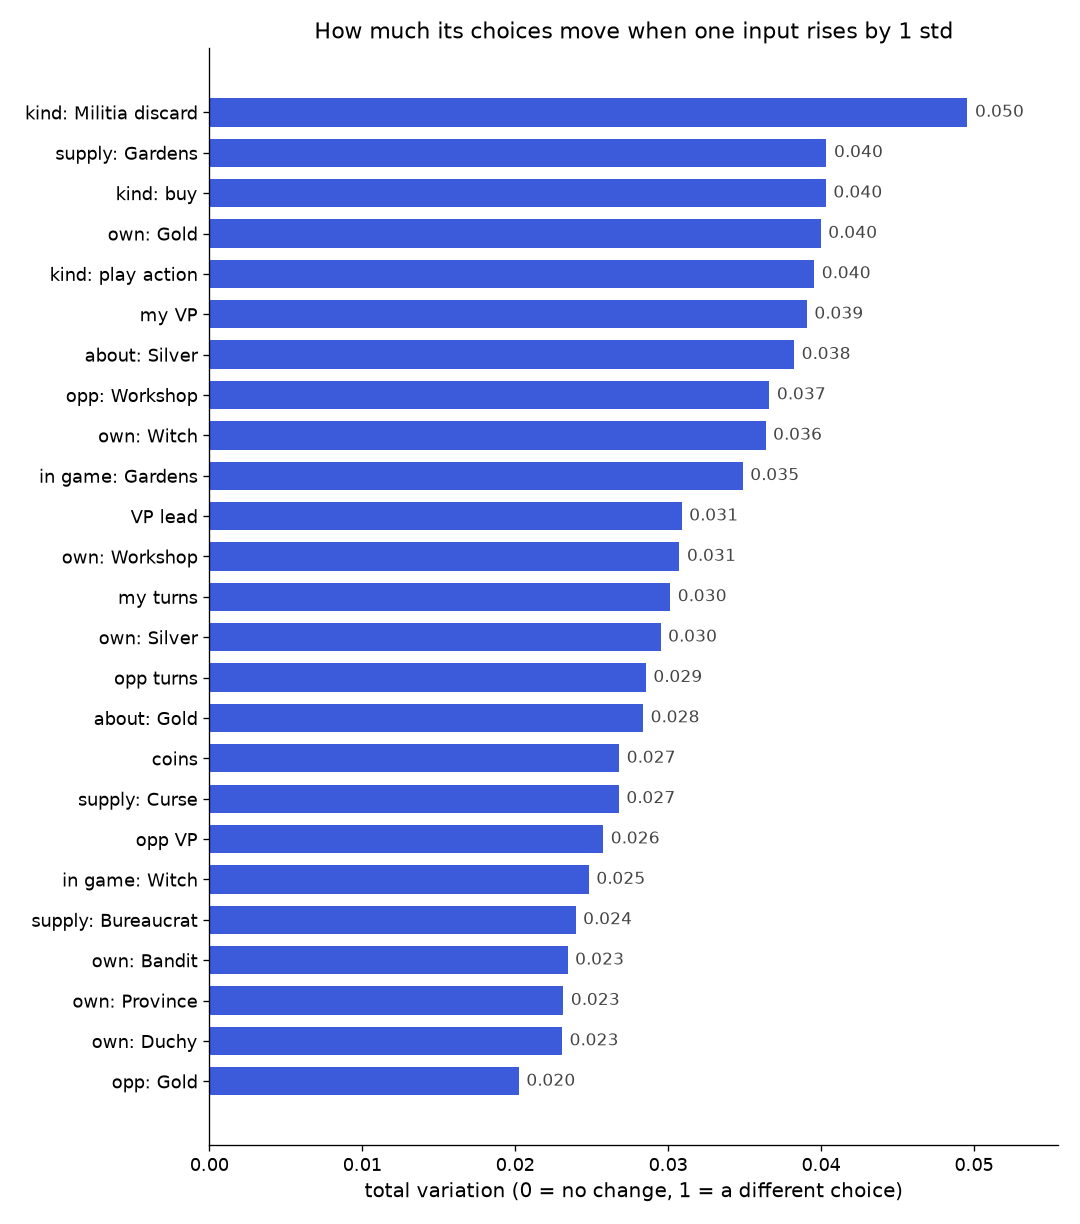 How much its choices move when one input rises by 1 std
kind: Militia discard 0.050
supply: Gardens 0.040
kind: buy 0.040
own: Gold 0.040
kind: play action 0.040
my VP 0.039
about: Silver 0.038
opp: Workshop 0.037
own: Witch 0.036
in game: Gardens 0.035
VP lead 0.031
own: Workshop 0.031
my turns 0.030
own: Silver 0.030
opp turns 0.029
about: Gold 0.028
coins 0.027
supply: Curse 0.027
opp VP 0.026
in game: Witch 0.025
supply: Bureaucrat 0.024
own: Bandit 0.023
own: Province 0.023
own: Duchy 0.023
opp: Gold 0.020
0.00 0.01 0.02 0.03 0.04 0.05
total variation (0 = no change, 1 = a different choice)